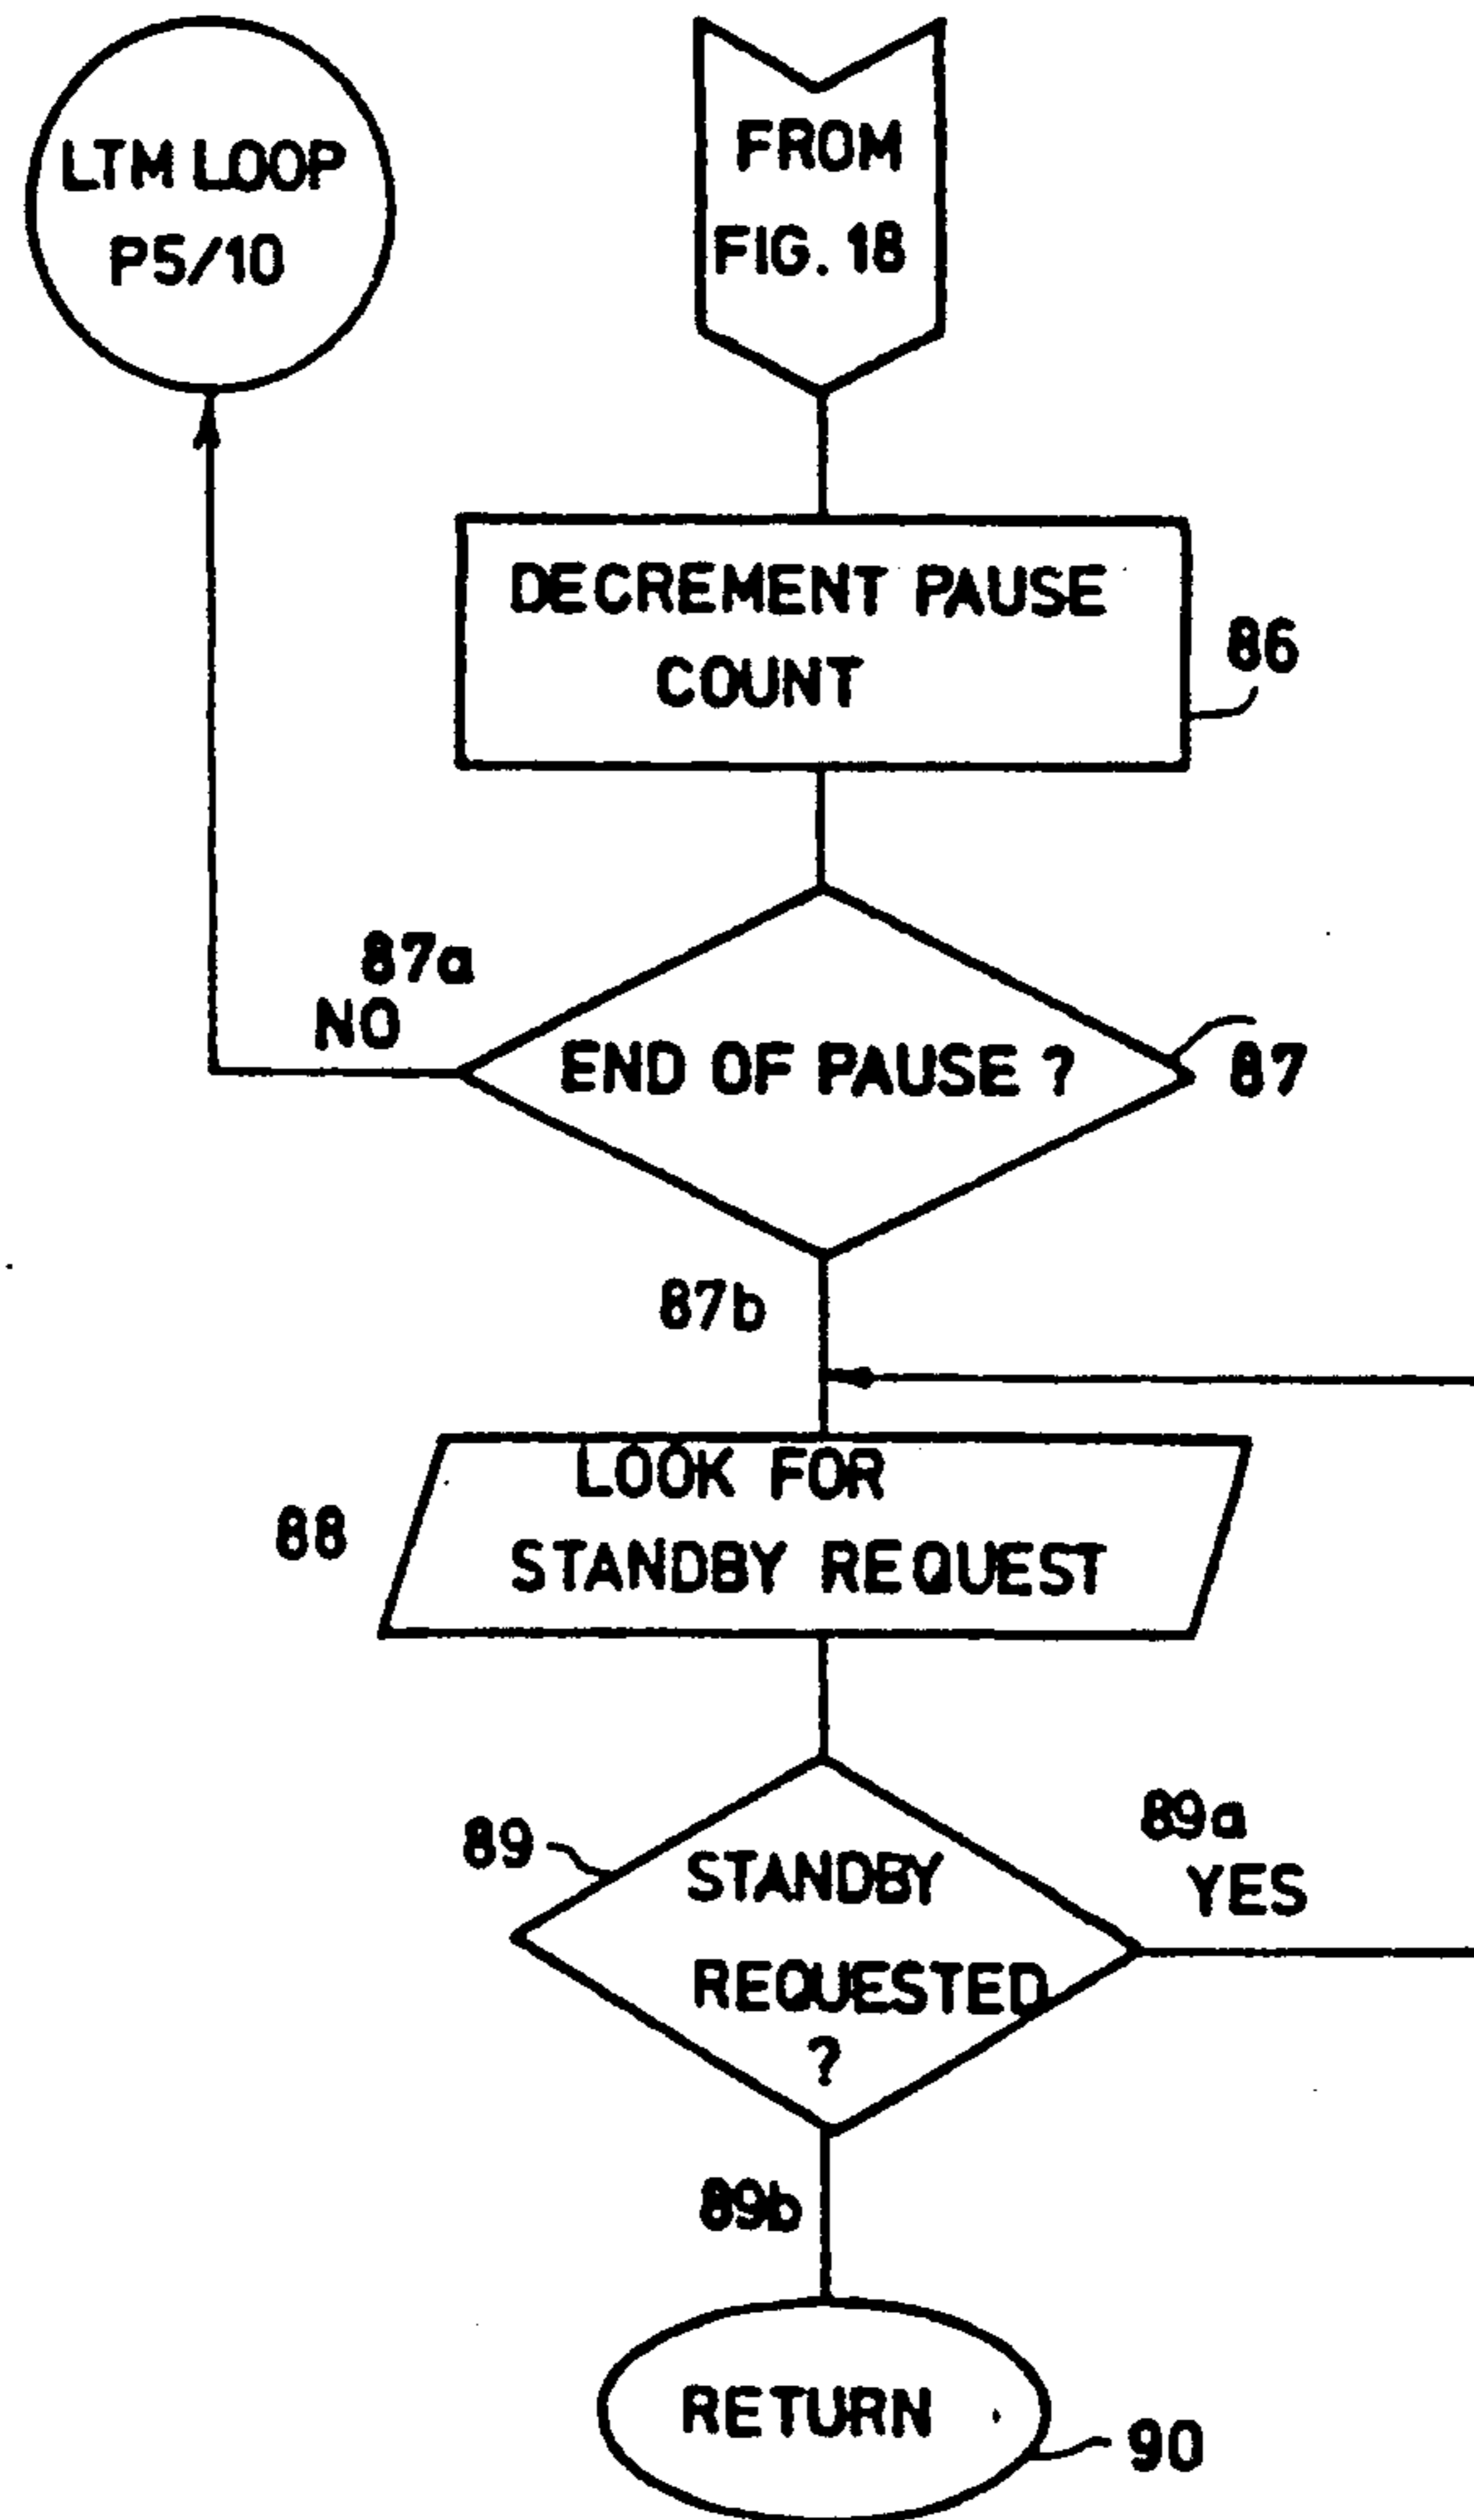 LTM LOOP
P5/10
FROM
FIG. 18
DECREMENT PAUSE
COUNT
86
87a
NO
END OF PAUSE ?
87
87b
LOOK FOR
STANDBY REQUEST
88
89
STANDBY
REQUESTED
?
89a
YES
89b
RETURN
90